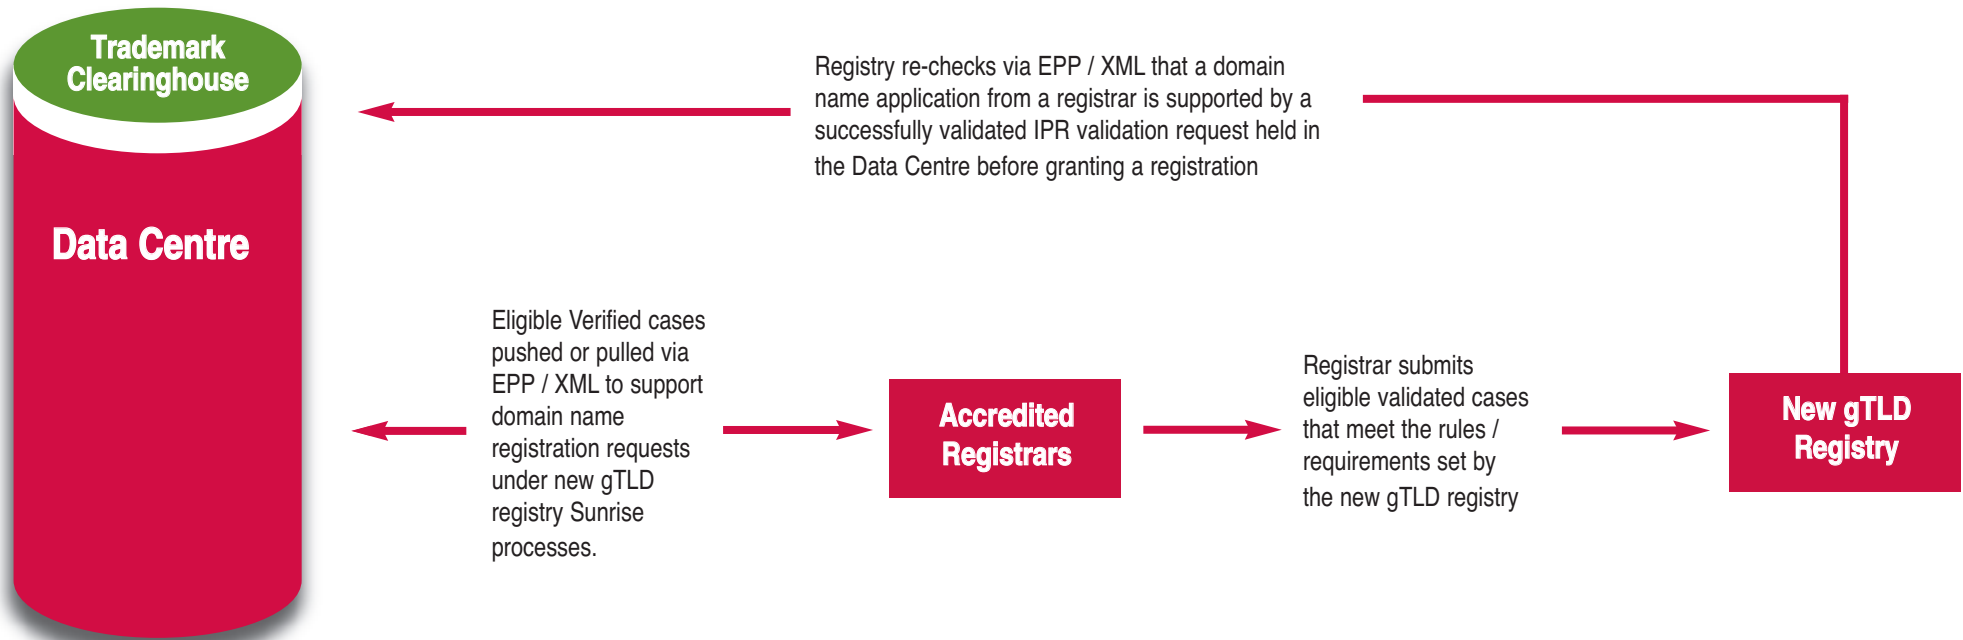 Trademark
Clearinghouse
Data Centre
Registry re-checks via EPP / XML that a domain
name application from a registrar is supported by a
successfully validated IPR validation request held in
the Data Centre before granting a registration
Eligible Verified cases
pushed or pulled via
EPP / XML to support
domain name
registration requests
under new gTLD
registry Sunrise
processes.
Accredited
Registrars
Registrar submits
eligible validated cases
that meet the rules /
requirements set by
the new gTLD registry
New gTLD
Registry